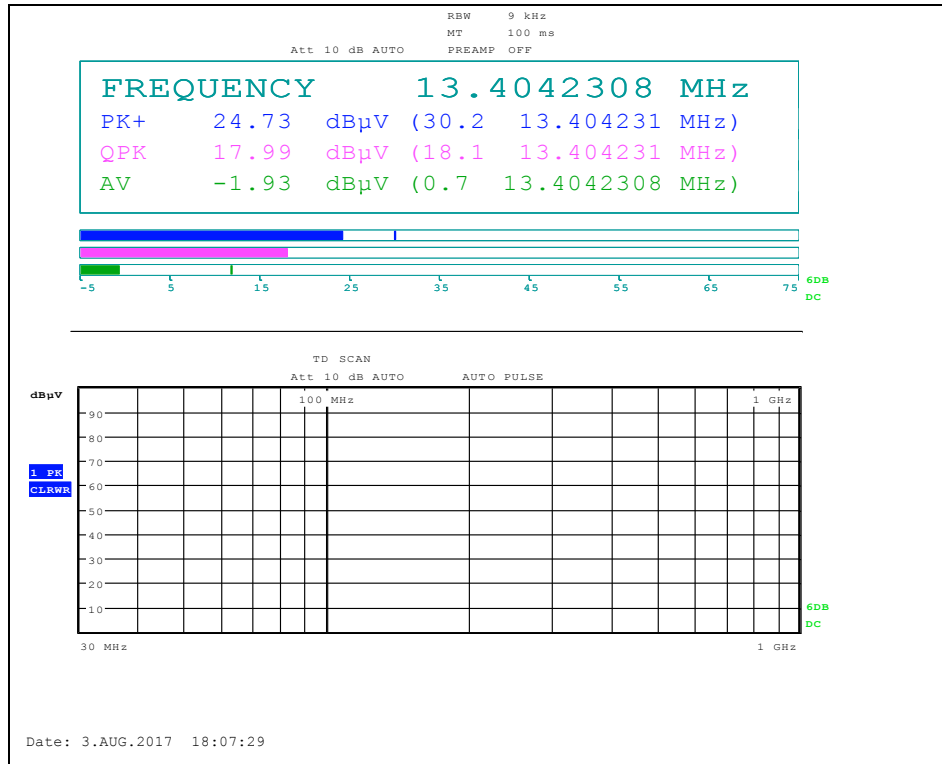 RBW 9 kHz
MT 100 ms
Att 10 dB AUTO PREAMP OFF
FREQUENCY 13.4042308 MHz
PK+ 24.73 dBµV (30.2 13.404231 MHz)
QPK 17.99 dBµV (18.1 13.404231 MHz)
AV -1.93 dBµV (0.7 13.4042308 MHz)
-5 5 15 25 35 45 55 65 75
6DB
DC
TD SCAN
Att 10 dB AUTO AUTO PULSE
dBµV
100 MHz 1 GHz
90
80
70
1 PK
60
CLRWR
50
40
30
20
10
6DB
DC
30 MHz 1 GHz
Date: 3.AUG.2017 18:07:29